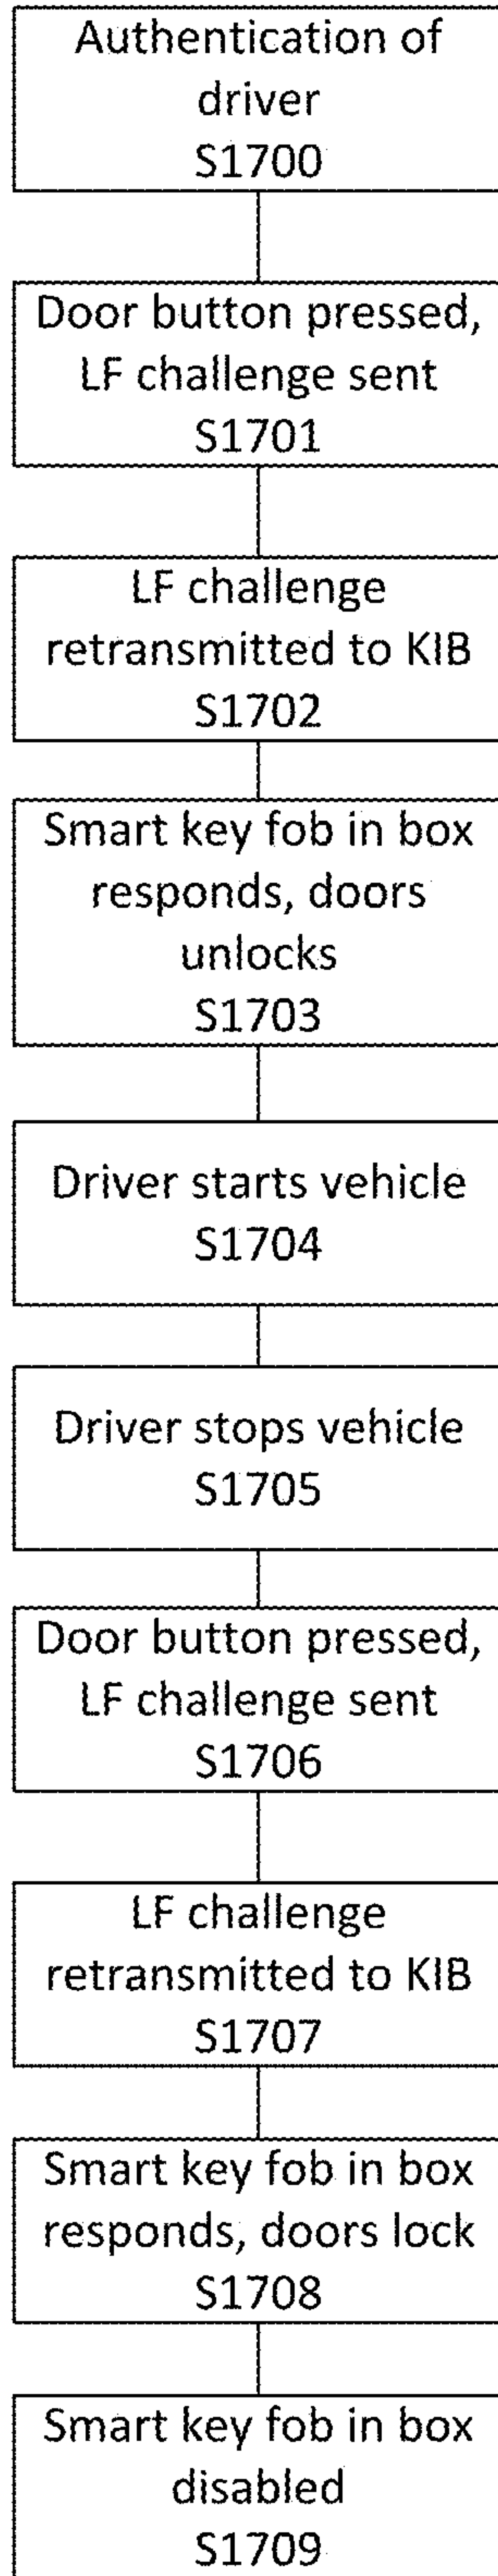 Authentication of
driver
S1700
Door button pressed,
LF challenge sent
S1701
LF challenge
retransmitted to KIB
S1702
Smart key fob in box
responds, doors
unlocks
S1703
Driver starts vehicle
S1704
Driver stops vehicle
S1705
Door button pressed,
LF challenge sent
S1706
LF challenge
retransmitted to KIB
S1707
Smart key fob in box
responds, doors lock
S1708
Smart key fob in box
disabled
S1709